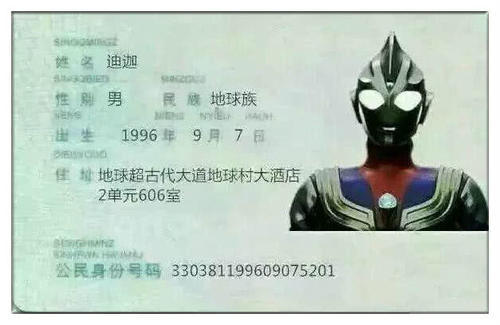 姓名 迪迦
性别 男 民族 地球族
出生 1996 年 9 月 7 日
住址 地球超古代大道地球村大酒店
2单元606室
公民身份号码 330381199609075201